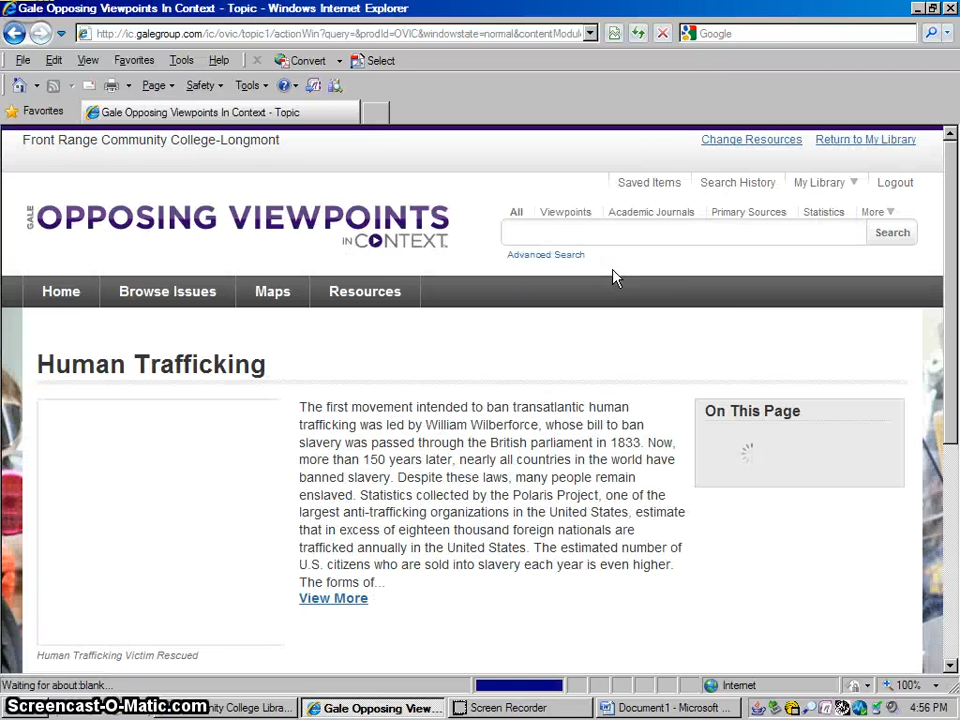 Gale Opposing Viewpoints In Context - Topic - Windows Internet Explorer
http://ic.galegroup.com/ic/ovic/topic1/actionWin?query=&prodId=OVIC&windowstate=normal&contentModul
Google
File Edit View Favorites Tools Help
Convert Select
Page Safety Tools
Favorites Gale Opposing Viewpoints In Context - Topic
Front Range Community College-Longmont Change Resources Return to My Library
Saved Items Search History My Library Logout
All Viewpoints Academic Journals Primary Sources Statistics More
GALE OPPOSING VIEWPOINTS IN CONTEXT
Search
Advanced Search
Home Browse Issues Maps Resources
Human Trafficking
The first movement intended to ban transatlantic human
trafficking was led by William Wilberforce, whose bill to ban
slavery was passed through the British parliament in 1833. Now,
more than 150 years later, nearly all countries in the world have
banned slavery. Despite these laws, many people remain
enslaved. Statistics collected by the Polaris Project, one of the
largest anti-trafficking organizations in the United States, estimate
that in excess of eighteen thousand foreign nationals are
trafficked annually in the United States. The estimated number of
U.S. citizens who are sold into slavery each year is even higher.
The forms of...
View More
On This Page
Human Trafficking Victim Rescued
Waiting for about:blank... Internet 100%
Screencast-O-Matic.com unity College Libra... Gale Opposing View... Screen Recorder Document1 - Microsoft ... 4:56 PM